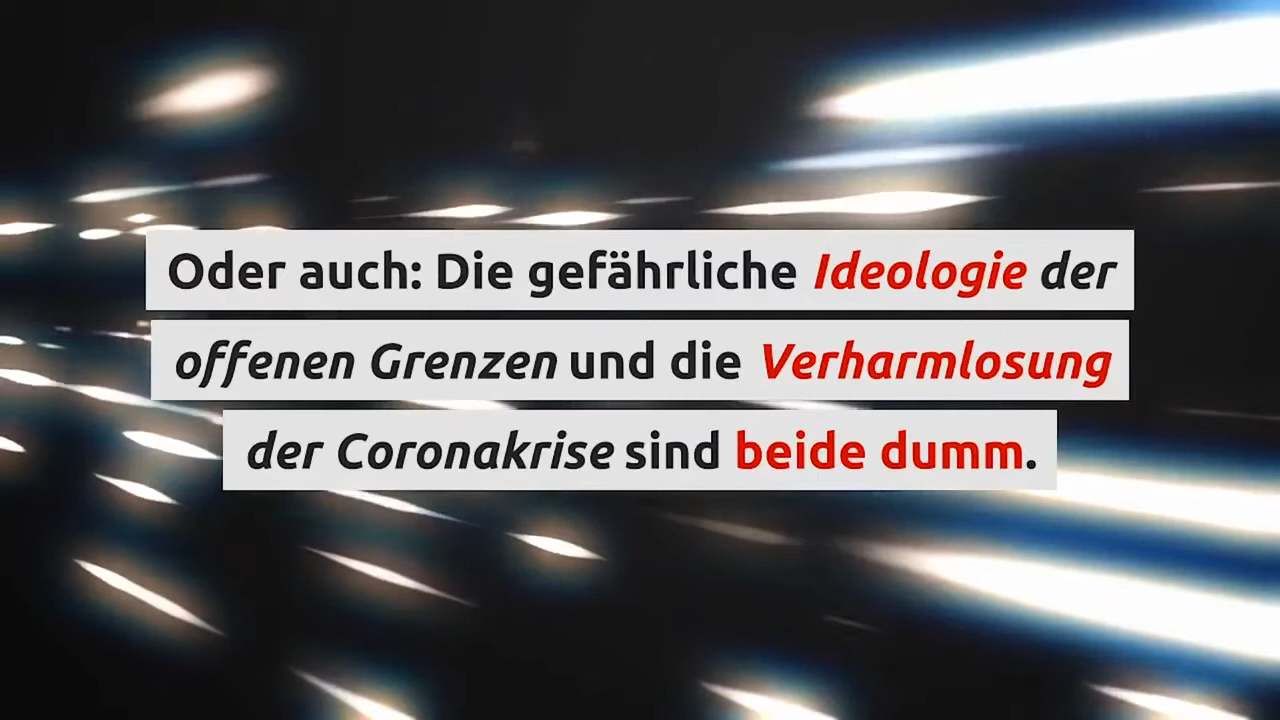 Oder auch: Die gefährliche Ideologie der
offenen Grenzen und die Verharmlosung
der Coronakrise sind beide dumm.